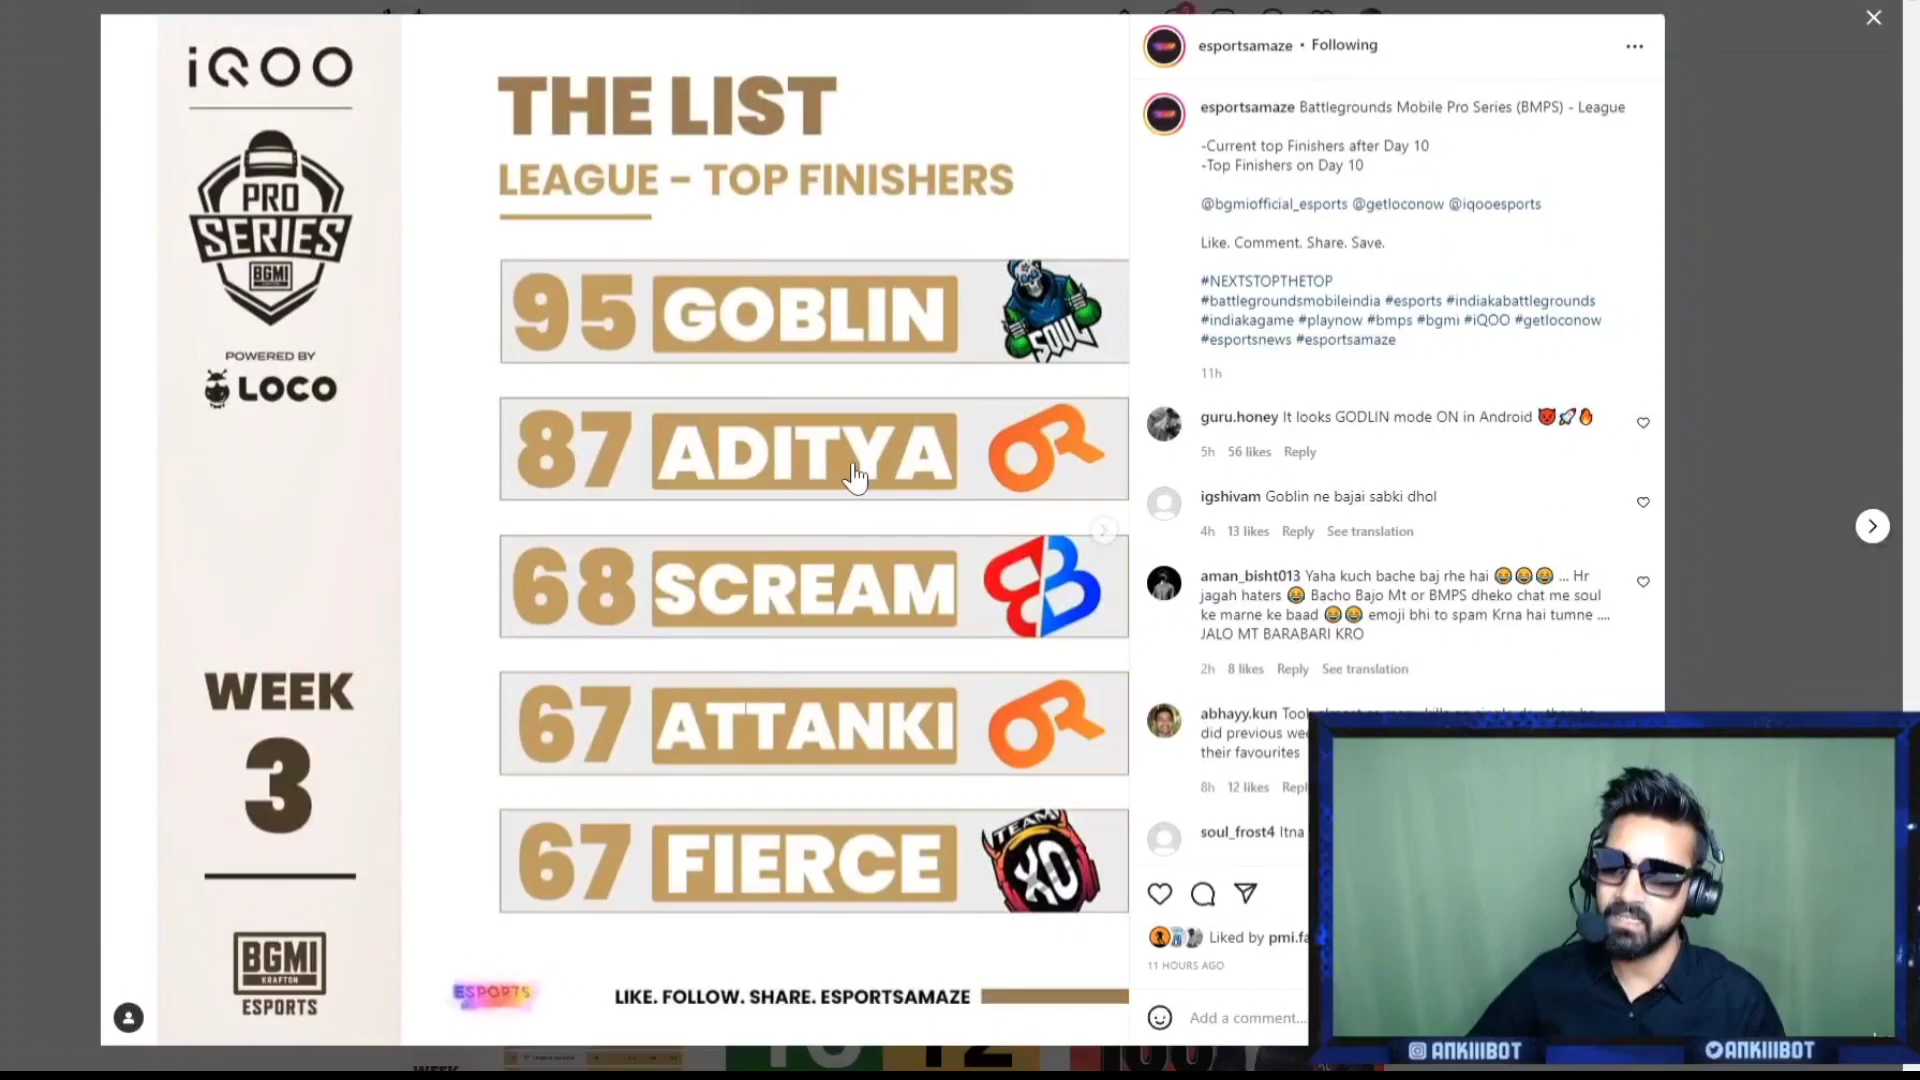 iQOO
PRO
SERIES
BGMI
POWERED BY
LOCO
WEEK
3
BGMI
KRAFTON
ESPORTS
THE LIST
LEAGUE - TOP FINISHERS
95 GOBLIN
SOUL
87 ADITYA
OR
68 SCREAM
67 ATTANKI
OR
67 FIERCE
TEAM
XO
ESPORTS
LIKE. FOLLOW. SHARE. ESPORTSAMAZE
esportsamaze • Following
esportsamaze Battlegrounds Mobile Pro Series (BMPS) - League
-Current top Finishers after Day 10
-Top Finishers on Day 10
@bgmiofficial_esports @getloconow @iqooesports
Like. Comment. Share. Save.
#NEXTSTOPTHETOP
#battlegroundsmobileindia #esports #indiakabattlegrounds
#indiakagame #playnow #bmps #bgmi #iQOO #getloconow
#esportsnews #esportsamaze
11h
guru.honey It looks GODLIN mode ON in Android 👿🚀🔥
5h 56 likes Reply
igshivam Goblin ne bajai sabki dhol
4h 13 likes Reply See translation
aman_bisht013 Yaha kuch bache baj rhe hai 😂😂😂 ... Hr
jagah haters 😂 Bacho Bajo Mt or BMPS dheko chat me soul
ke marne ke baad 😂😂 emoji bhi to spam Krna hai tumne ....
JALO MT BARABARI KRO
2h 8 likes Reply See translation
abhayy.kun
did previous
their favourites
8h 12 likes
soul_frost4 Itna
Liked by
11 HOURS AGO
Add a comment...
ANKIIIBOT
ANKIIIBOT